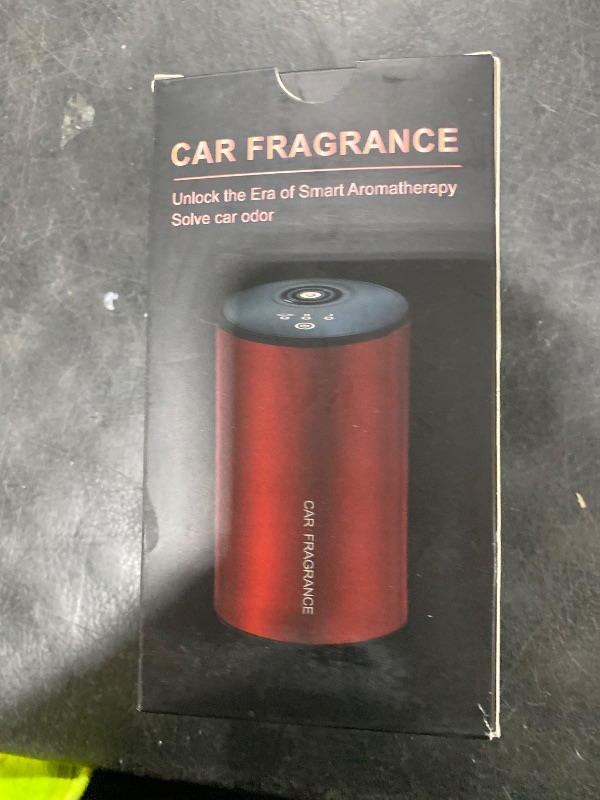 CAR FRAGRANCE
Unlock the Era of Smart Aromatherapy
Solve car odor
CAR FRAGRANCE